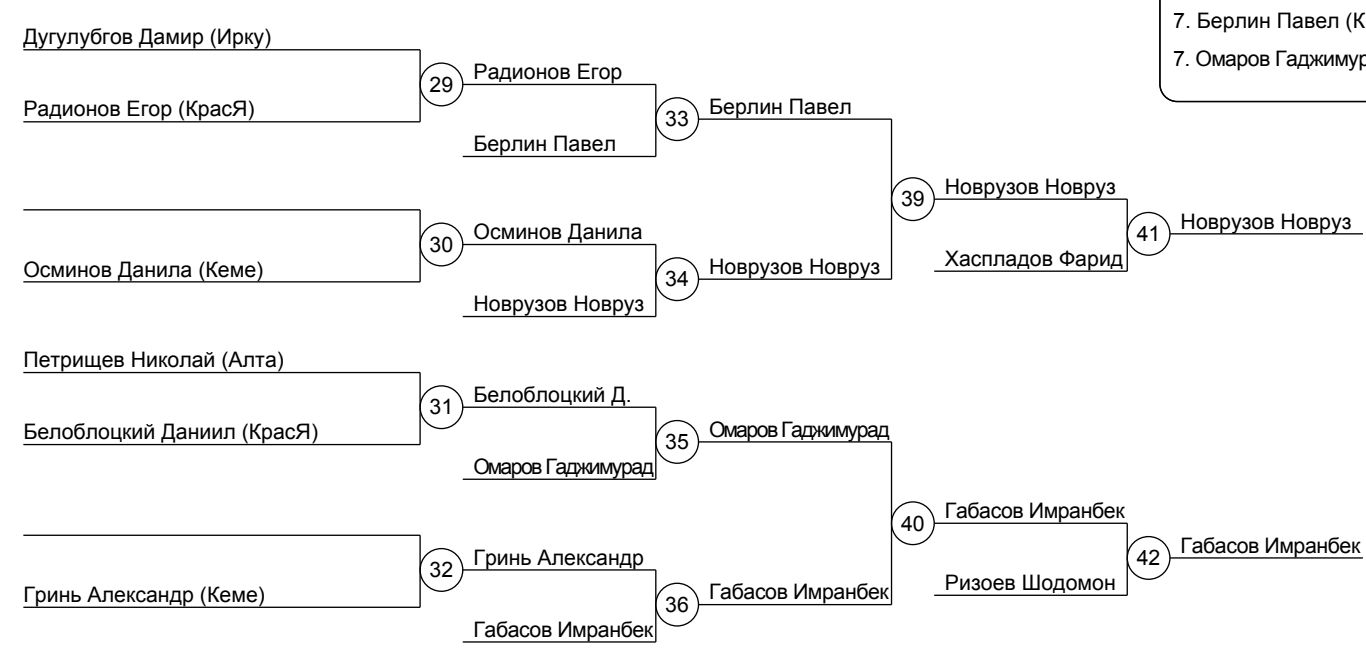 7. Берлин Павел (К
7. Омаров Гаджимур
Дугулубгов Дамир (Ирку)
29
Радионов Егор
Радионов Егор (КрасЯ)
33
Берлин Павел
Берлин Павел
39
Новрузов Новруз
30
Осминов Данила
41
Новрузов Новруз
Осминов Данила (Кеме)
34
Новрузов Новруз
Хаспладов Фарид
Новрузов Новруз
Петрищев Николай (Алта)
31
Белоблоцкий Д.
Белоблоцкий Даниил (КрасЯ)
35
Омаров Гаджимурад
Омаров Гаджимурад
40
Габасов Имранбек
32
Гринь Александр
42
Габасов Имранбек
Гринь Александр (Кеме)
36
Габасов Имранбек
Ризоев Шодомон
Габасов Имранбек